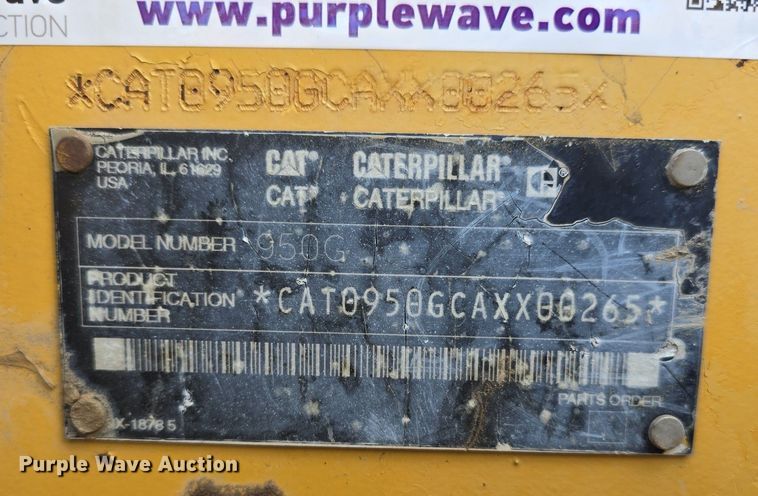 www.purplewave.com
*CAT0950GCAXX00265*
CATERPILLAR INC.
PEORIA, IL. 61629
USA
CAT® CATERPILLAR®
CAT® CATERPILLAR®
MODEL NUMBER 950G
PRODUCT
IDENTIFICATION
NUMBER
*CAT0950GCAXX00265*
PARTS ORDER
Purple Wave Auction